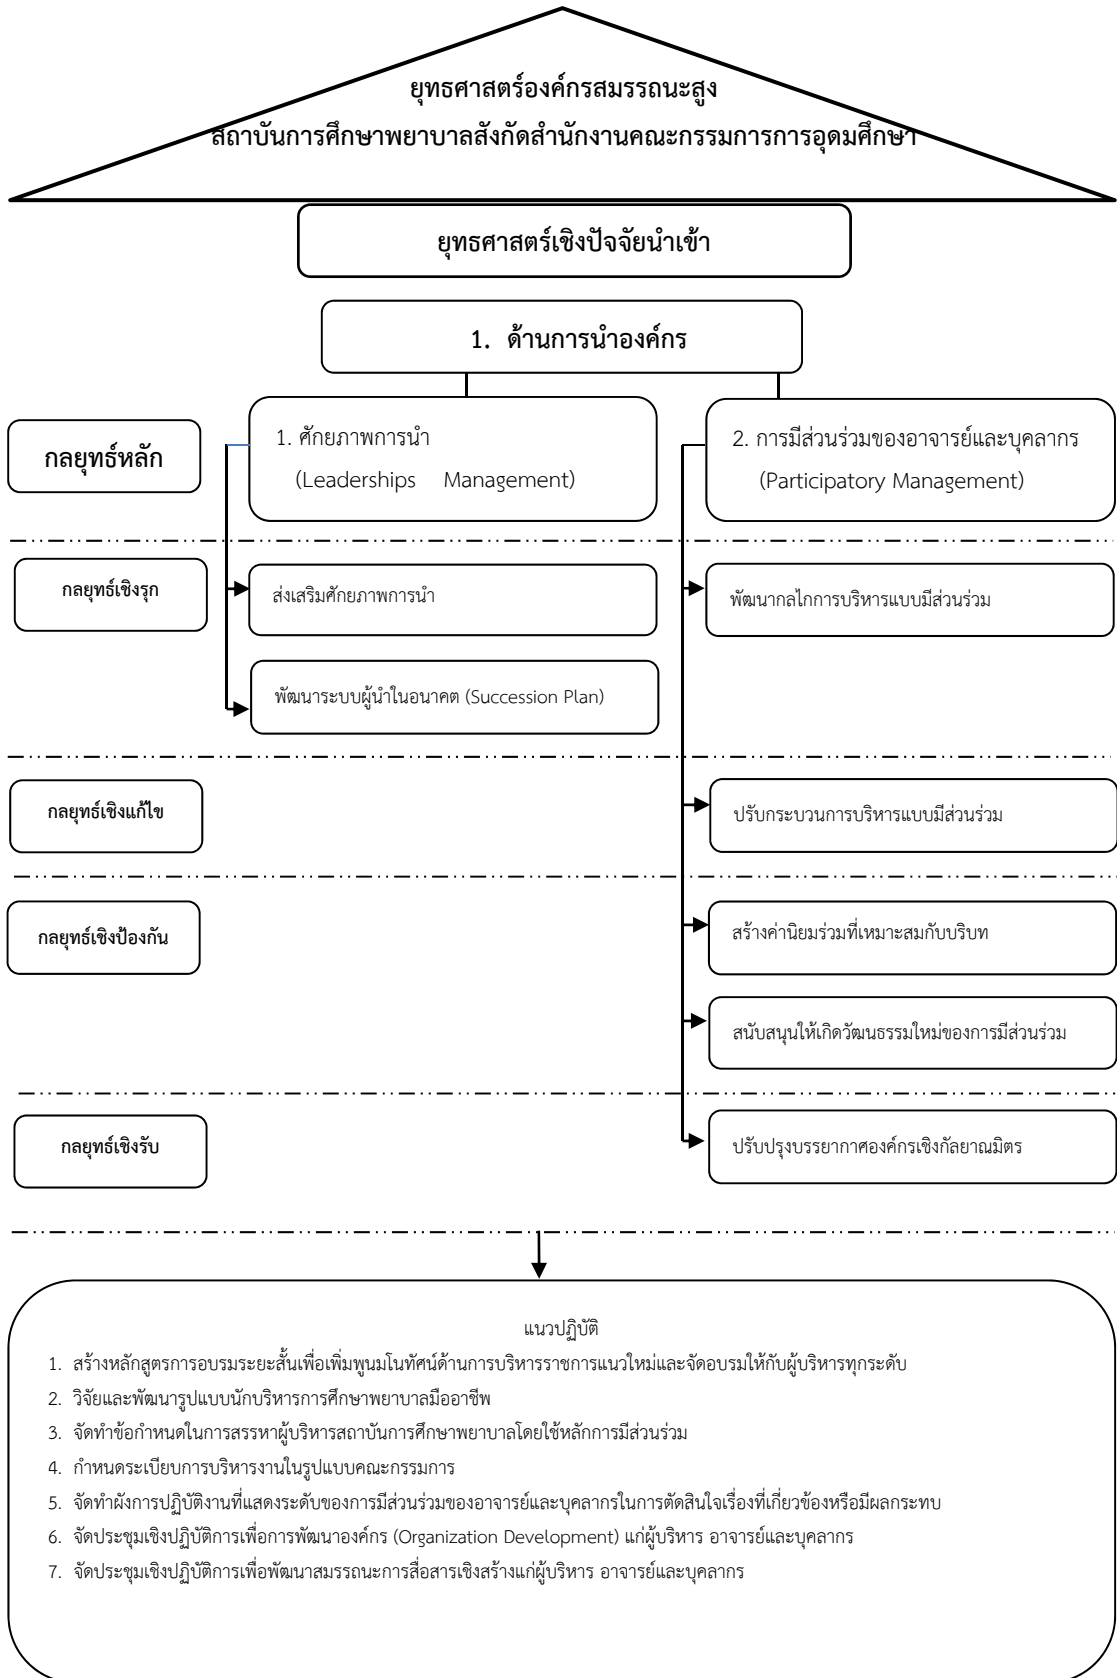 ยุทธศาสตร์องค์กรสมรรถนะสูง
สถาบันการศึกษาพยาบาลสังกัดสำนักงานคณะกรรมการการอุดมศึกษา
ยุทธศาสตร์เชิงปัจจัยนำเข้า
1. ด้านการนำองค์กร
กลยุทธ์หลัก
1. ศักยภาพการนำ
(Leaderships Management)
2. การมีส่วนร่วมของอาจารย์และบุคลากร
(Participatory Management)
กลยุทธ์เชิงรุก
ส่งเสริมศักยภาพการนำ
พัฒนากลไกการบริหารแบบมีส่วนร่วม
พัฒนาระบบผู้นำในอนาคต (Succession Plan)
กลยุทธ์เชิงแก้ไข
ปรับกระบวนการบริหารแบบมีส่วนร่วม
กลยุทธ์เชิงป้องกัน
สร้างค่านิยมร่วมที่เหมาะสมกับบริบท
สนับสนุนให้เกิดวัฒนธรรมใหม่ของการมีส่วนร่วม
กลยุทธ์เชิงรับ
ปรับปรุงบรรยากาศองค์กรเชิงกัลยาณมิตร
แนวปฏิบัติ
1. สร้างหลักสูตรการอบรมระยะสั้นเพื่อเพิ่มพูนมโนทัศน์ด้านการบริหารราชการแนวใหม่และจัดอบรมให้กับผู้บริหารทุกระดับ
2. วิจัยและพัฒนารูปแบบนักบริหารการศึกษาพยาบาลมืออาชีพ
3. จัดทำข้อกำหนดในการสรรหาผู้บริหารสถาบันการศึกษาพยาบาลโดยใช้หลักการมีส่วนร่วม
4. กำหนดระเบียบการบริหารงานในรูปแบบคณะกรรมการ
5. จัดทำผังการปฏิบัติงานที่แสดงระดับของการมีส่วนร่วมของอาจารย์และบุคลากรในการตัดสินใจเรื่องที่เกี่ยวข้องหรือมีผลกระทบ
6. จัดประชุมเชิงปฏิบัติการเพื่อการพัฒนาองค์กร (Organization Development) แก่ผู้บริหาร อาจารย์และบุคลากร
7. จัดประชุมเชิงปฏิบัติการเพื่อพัฒนาสมรรถนะการสื่อสารเชิงสร้างแก่ผู้บริหาร อาจารย์และบุคลากร